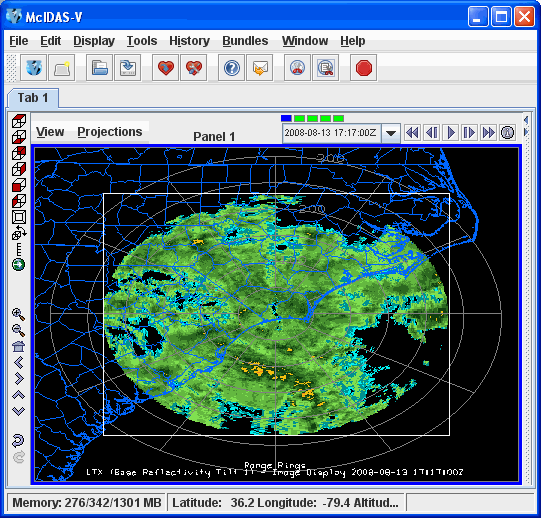 McIDAS-V
File Edit Display Tools History Bundles Window Help
Tab 1
View Projections Panel 1 2008-08-13 17:17:00Z
300
200
Range Rings
LTX (Base Reflectivity Tilt 1) - Image Display 2008-08-13 17:17:00Z
Memory: 276/342/1301 MB Latitude: 36.2 Longitude: -79.4 Altitud...